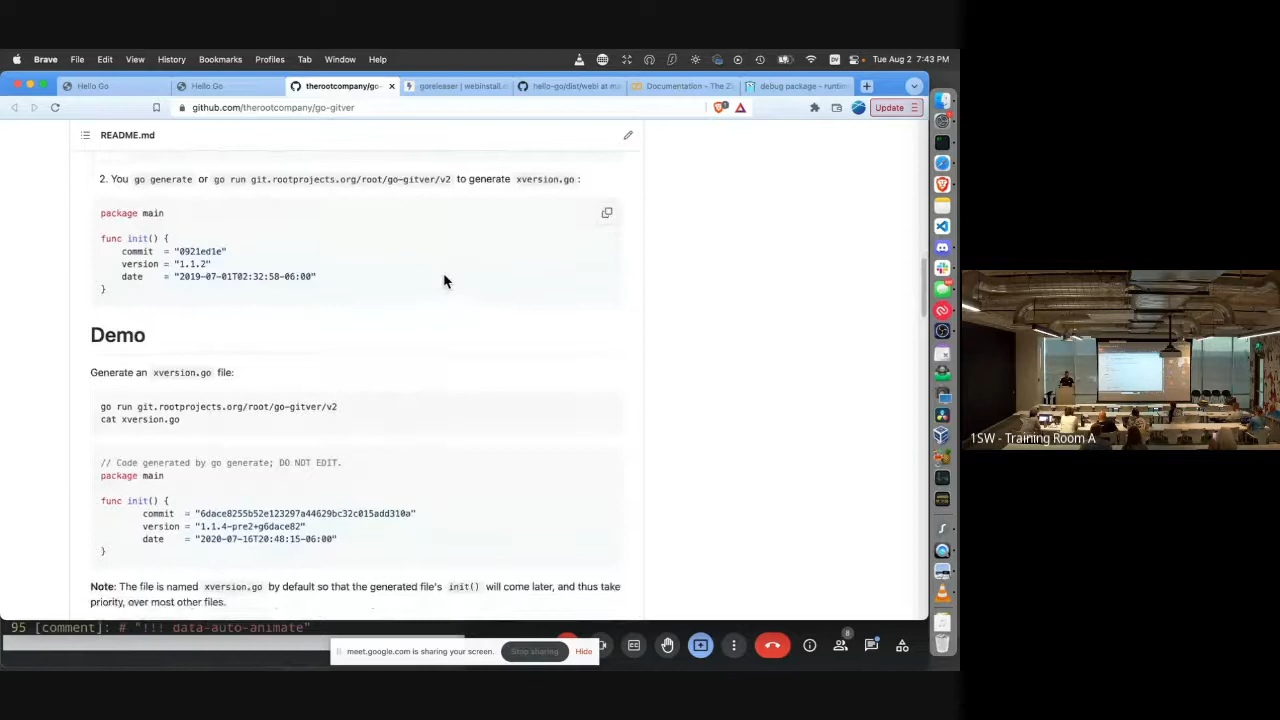 Brave File Edit View History Bookmarks Profiles Tab Window Help
DV
Tue Aug 2 7:43 PM
Hello Go
Hello Go
therootcompany/go-
goreleaser | webinstall.
hello-go/dist/webi at m
Documentation – The Z
debug package - runtim
github.com/therootcompany/go-gitver
1
Update
README.md
2. You go generate or go run git.rootprojects.org/root/go-gitver/v2 to generate xversion.go :
package main
func init() {
commit = "0921ed1e"
version = "1.1.2"
date = "2019-07-01T02:32:58-06:00"
}
Demo
Generate an xversion.go file:
go run git.rootprojects.org/root/go-gitver/v2
cat xversion.go
// Code generated by go generate; DO NOT EDIT.
package main
func init() {
commit = "6dace8255b52e123297a44629bc32c015add310a"
version = "1.1.4-pre2+g6dace82"
date = "2020-07-16T20:48:15-06:00"
}
Note: The file is named xversion.go by default so that the generated file's init() will come later, and thus take
priority, over most other files.
95 [comment]: # "!!! data-auto-animate"
meet.google.com is sharing your screen.
Stop sharing
Hide
8
1SW - Training Room A